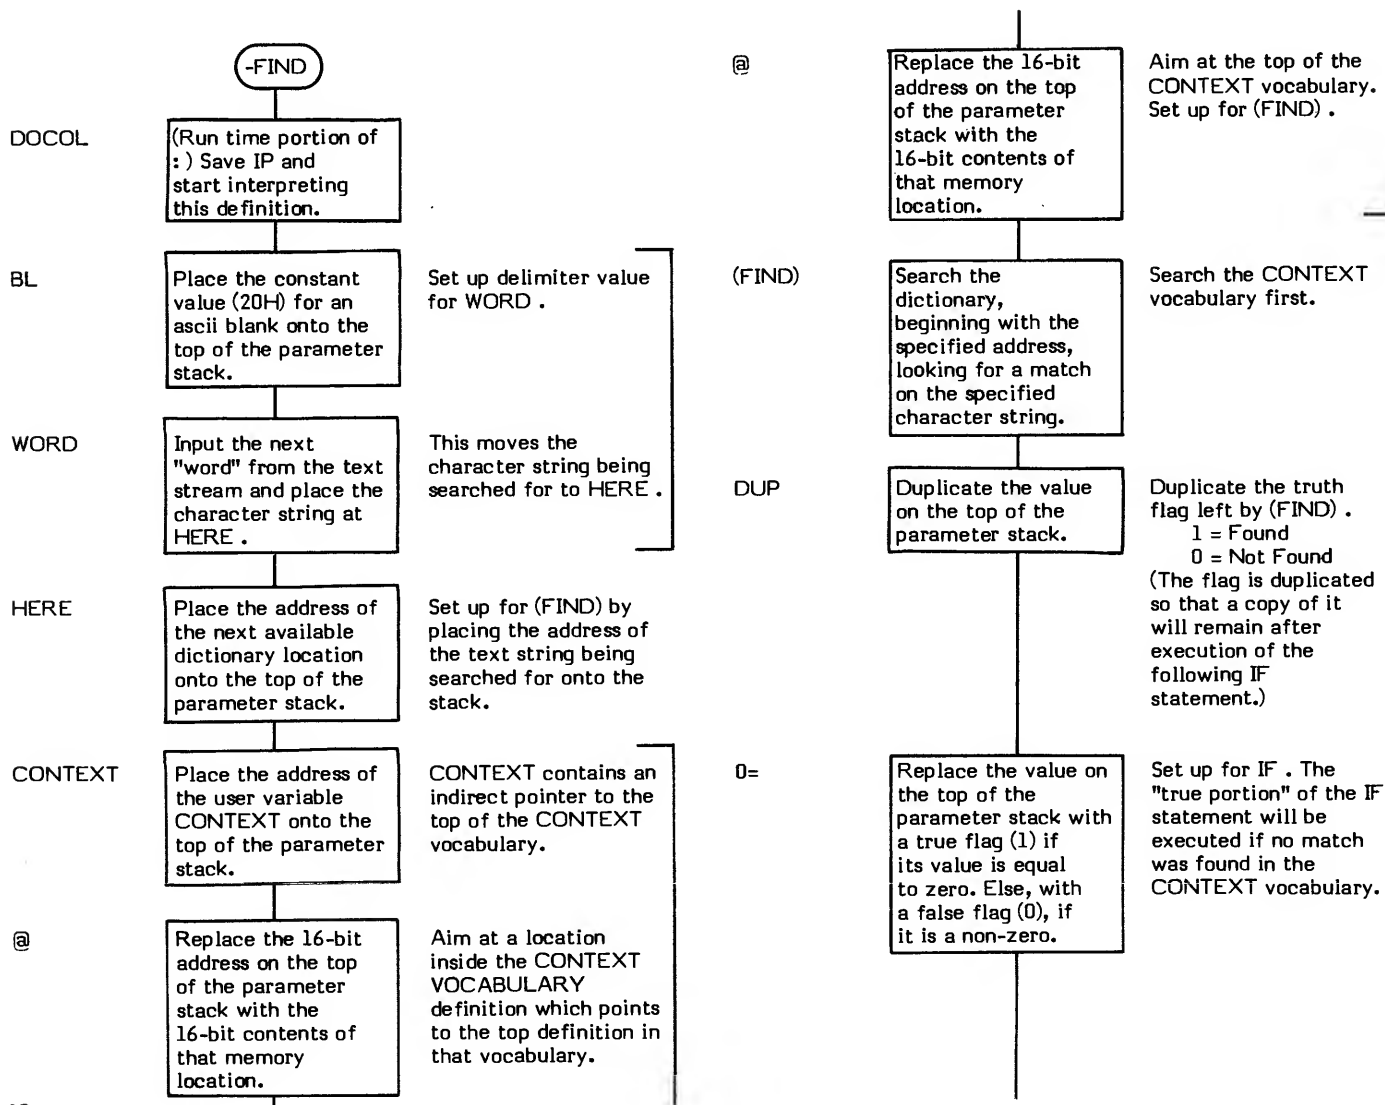 -FIND
DOCOL
(Run time portion of
: ) Save IP and
start interpreting
this definition.
BL
Place the constant
value (20H) for an
ascii blank onto the
top of the parameter
stack.
Set up delimiter value
for WORD .
WORD
Input the next
"word" from the text
stream and place the
character string at
HERE .
This moves the
character string being
searched for to HERE .
HERE
Place the address of
the next available
dictionary location
onto the top of the
parameter stack.
Set up for (FIND) by
placing the address of
the text string being
searched for onto the
stack.
CONTEXT
Place the address of
the user variable
CONTEXT onto the
top of the parameter
stack.
CONTEXT contains an
indirect pointer to the
top of the CONTEXT
vocabulary.
@
Replace the 16-bit
address on the top
of the parameter
stack with the
16-bit contents of
that memory
location.
Aim at a location
inside the CONTEXT
VOCABULARY
definition which points
to the top definition in
that vocabulary.
@
Replace the 16-bit
address on the top
of the parameter
stack with the
16-bit contents of
that memory
location.
Aim at the top of the
CONTEXT vocabulary.
Set up for (FIND) .
(FIND)
Search the
dictionary,
beginning with the
specified address,
looking for a match
on the specified
character string.
Search the CONTEXT
vocabulary first.
DUP
Duplicate the value
on the top of the
parameter stack.
Duplicate the truth
flag left by (FIND) .
1 = Found
0 = Not Found
(The flag is duplicated
so that a copy of it
will remain after
execution of the
following IF
statement.)
0=
Replace the value on
the top of the
parameter stack with
a true flag (1) if
its value is equal
to zero. Else, with
a false flag (0), if
it is a non-zero.
Set up for IF . The
"true portion" of the IF
statement will be
executed if no match
was found in the
CONTEXT vocabulary.